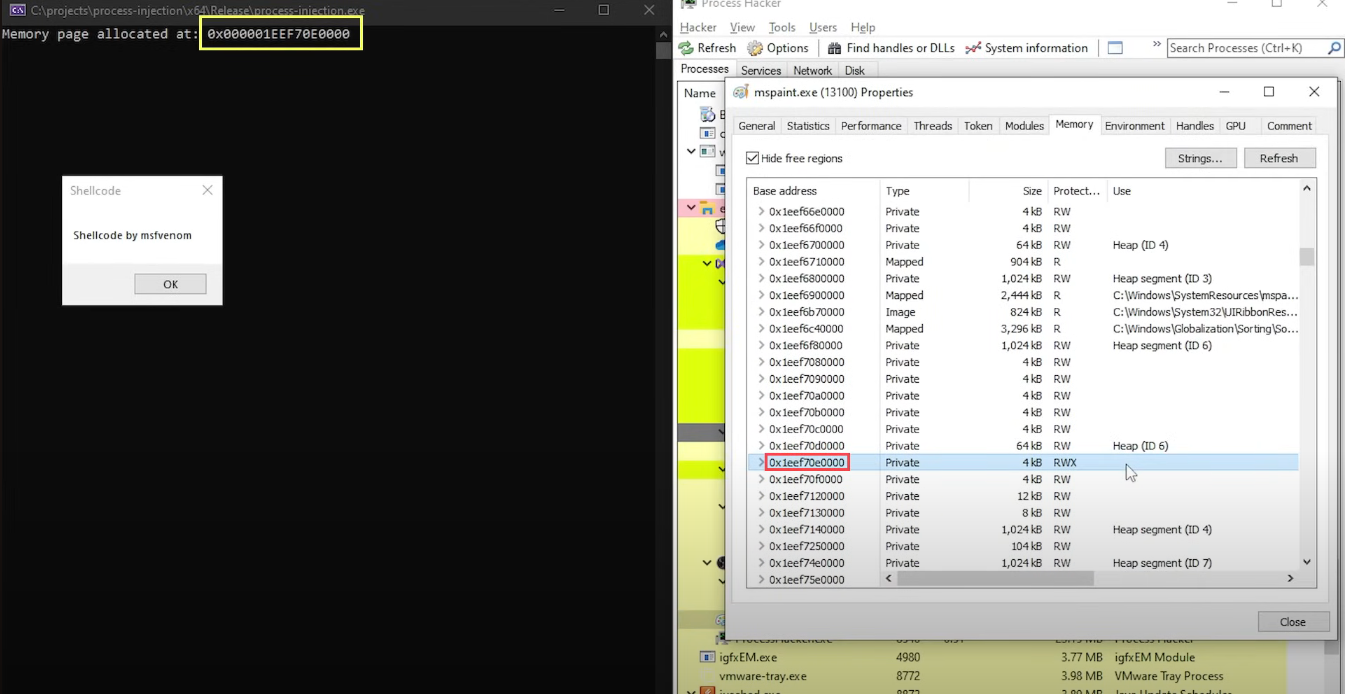 C:\projects\process-injection\x64\Release\process-injection.exe
Memory page allocated at: 0x000001EEF70E0000
Shellcode
Shellcode by msfvenom
OK
Process Hacker
Hacker View Tools Users Help
Refresh Options Find handles or DLLs System information » Search Processes (Ctrl+K)
Processes Services Network Disk
Name
mspaint.exe (13100) Properties
General Statistics Performance Threads Token Modules Memory Environment Handles GPU Comment
Hide free regions Strings... Refresh
Base address Type Size Protect... Use
0x1eef66e0000 Private 4 kB RW
0x1eef66f0000 Private 4 kB RW
0x1eef6700000 Private 64 kB RW Heap (ID 4)
0x1eef6710000 Mapped 904 kB R
0x1eef6800000 Private 1,024 kB RW Heap segment (ID 3)
0x1eef6900000 Mapped 2,444 kB R C:\Windows\SystemResources\mspa...
0x1eef6b70000 Image 824 kB R C:\Windows\System32\UIRibbonRes...
0x1eef6c40000 Mapped 3,296 kB R C:\Windows\Globalization\Sorting\So...
0x1eef6f80000 Private 1,024 kB RW Heap segment (ID 6)
0x1eef7080000 Private 4 kB RW
0x1eef7090000 Private 4 kB RW
0x1eef70a0000 Private 4 kB RW
0x1eef70b0000 Private 4 kB RW
0x1eef70c0000 Private 4 kB RW
0x1eef70d0000 Private 64 kB RW Heap (ID 6)
0x1eef70e0000 Private 4 kB RWX
0x1eef70f0000 Private 4 kB RW
0x1eef7120000 Private 12 kB RW
0x1eef7130000 Private 8 kB RW
0x1eef7140000 Private 1,024 kB RW Heap segment (ID 4)
0x1eef7250000 Private 104 kB RW
0x1eef74e0000 Private 1,024 kB RW Heap segment (ID 7)
0x1eef75e0000
Close
igfxEM.exe 4980 3.77 MB igfxEM Module
vmware-tray.exe 8772 3.98 MB VMware Tray Process